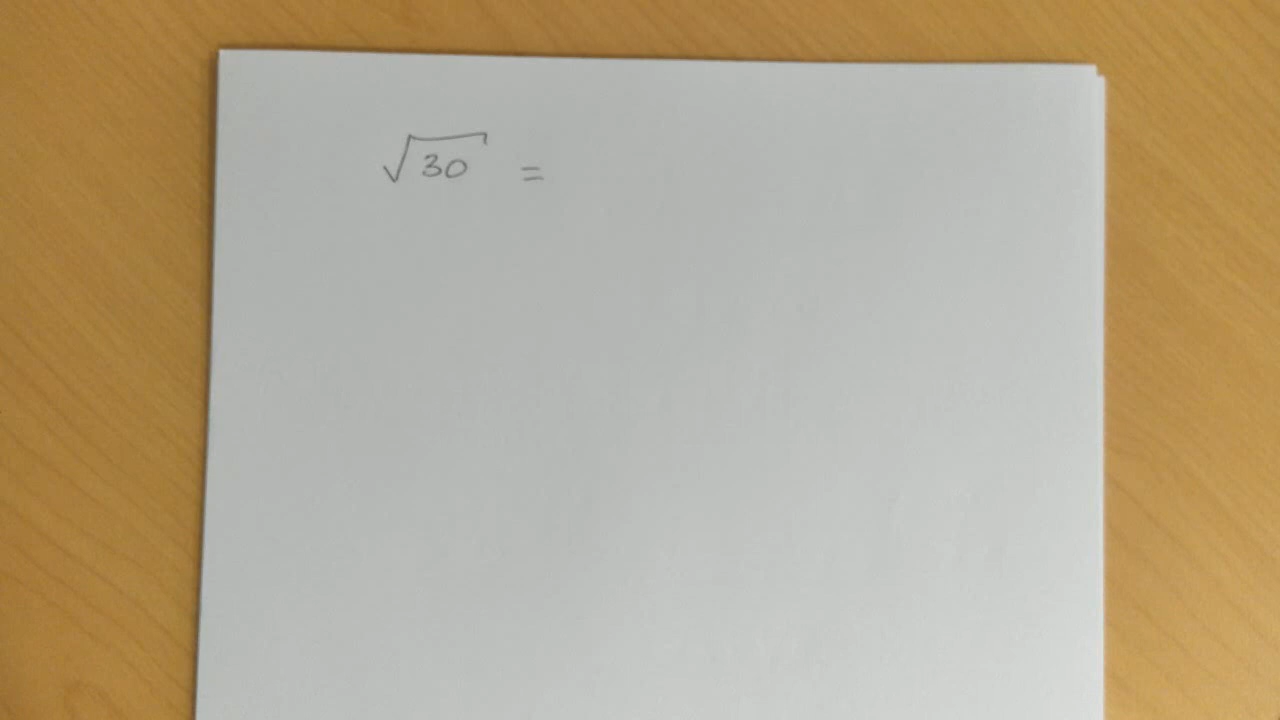 √30 =